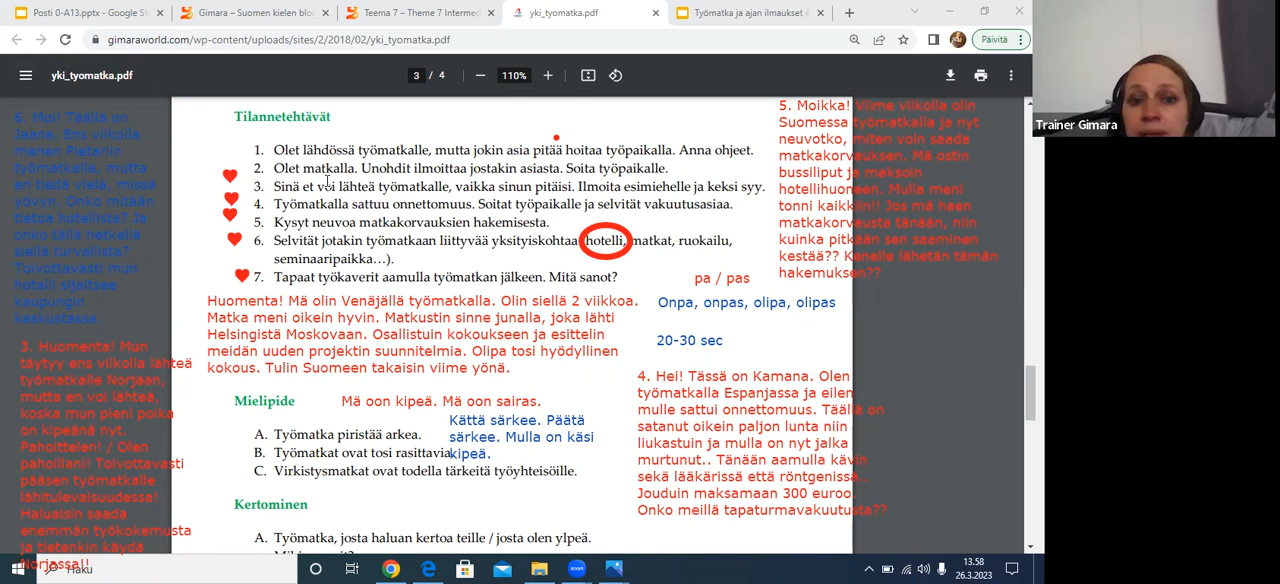 Posti 0-A13.pptx - Google Sl
Gimara – Suomen kielen blog
Teema 7 – Theme 7 Intermed
yki_tyomatka.pdf
Työmatka ja ajan ilmaukset A
gimaraworld.com/wp-content/uploads/sites/2/2018/02/yki_tyomatka.pdf
Päivitä
yki_tyomatka.pdf
3 / 4
110%
Trainer Gimara
Tilannetehtävät
1. Olet lähdössä työmatkalle, mutta jokin asia pitää hoitaa työpaikalla. Anna ohjeet.
2. Olet matkalla. Unohdit ilmoittaa jostakin asiasta. Soita työpaikalle.
3. Sinä et voi lähteä työmatkalle, vaikka sinun pitäisi. Ilmoita esimiehelle ja keksi syy.
4. Työmatkalla sattuu onnettomuus. Soitat työpaikalle ja selvität vakuutusasiaa.
5. Kysyt neuvoa matkakorvauksien hakemisesta.
6. Selvität jotakin työmatkaan liittyvää yksityiskohtaa (hotelli, matkat, ruokailu,
seminaaripaikka…).
7. Tapaat työkaverit aamulla työmatkan jälkeen. Mitä sanot?
pa / pas
Onpa, onpas, olipa, olipas
20-30 sec
Huomenta! Mä olin Venäjällä työmatkalla. Olin siellä 2 viikkoa.
Matka meni oikein hyvin. Matkustin sinne junalla, joka lähti
Helsingistä Moskovaan. Osallistuin kokoukseen ja esittelin
meidän uuden projektin suunnitelmia. Olipa tosi hyödyllinen
kokous. Tulin Suomeen takaisin viime yönä.
Mielipide
Mä oon kipeä. Mä oon sairas.
Kättä särkee. Päätä
särkee. Mulla on käsi
kipeä.
A. Työmatka piristää arkea.
B. Työmatkat ovat tosi rasittavia.
C. Virkistysmatkat ovat todella tärkeitä työyhteisöille.
Kertominen
A. Työmatka, josta haluan kertoa teille / josta olen ylpeä.
6. Moi! Täällä on
Jaana. Ens viikolla
menen Pietariin
työmatkalle, mutta
en tiedä vielä, missä
yövyn. Onko mitään
tietoa hotellista? Ja
onko tällä hetkellä
siellä turvallista?
Toivottavasti mun
hotelli sijaitsee
kaupungin
keskustassa.
3. Huomenta! Mun
täytyy ens viikolla lähteä
työmatkalle Norjaan,
mutta en voi lähteä,
koska mun pieni poika
on kipeänä nyt.
Pahoittelen! / Olen
pahoillani! Toivottavasti
pääsen työmatkalle
lähitulevaisuudessa!
Haluaisin saada
enemmän työkokemusta
ja tietenkin käydä
Norjassa!!
5. Moikka! Viime viikolla olin
Suomessa työmatkalla ja nyt
neuvotko, miten voin saada
matkakorvauksen. Mä ostin
bussiliput ja maksoin
hotellihuoneen. Mulla meni
tonni kaikkiin!! Jos mä haen
matkakorvausta tänään, niin
kuinka pitkään sen saaminen
kestää?? Kenelle lähetän tämän
hakemuksen??
4. Hei! Tässä on Kamana. Olen
työmatkalla Espanjassa ja eilen
mulle sattui onnettomuus. Täällä on
satanut oikein paljon lunta niin
liukastuin ja mulla on nyt jalka
murtunut.. Tänään aamulla kävin
sekä lääkärissä että röntgenissä..
Jouduin maksamaan 300 euroo.
Onko meillä tapaturmavakuutusta??
Haku
zoom
13.58
26.3.2023